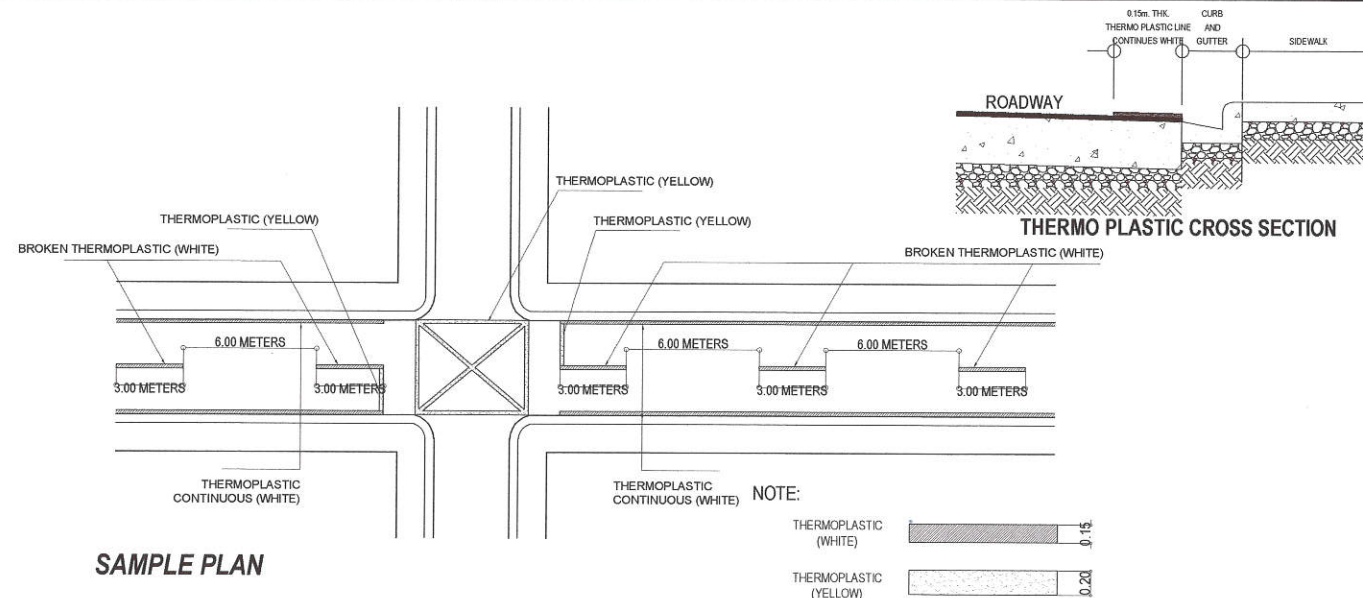 0.15m. THK.
THERMO PLASTIC LINE
CONTINUES WHITE
CURB
AND
GUTTER
SIDEWALK
ROADWAY
THERMO PLASTIC CROSS SECTION
THERMOPLASTIC (YELLOW)
THERMOPLASTIC (YELLOW)
THERMOPLASTIC (YELLOW)
BROKEN THERMOPLASTIC (WHITE)
BROKEN THERMOPLASTIC (WHITE)
6.00 METERS
6.00 METERS
6.00 METERS
3.00 METERS
3.00 METERS
3.00 METERS
3.00 METERS
3.00 METERS
THERMOPLASTIC
CONTINUOUS (WHITE)
THERMOPLASTIC
CONTINUOUS (WHITE)
NOTE:
THERMOPLASTIC
(WHITE)
0.15
THERMOPLASTIC
(YELLOW)
0.20
SAMPLE PLAN